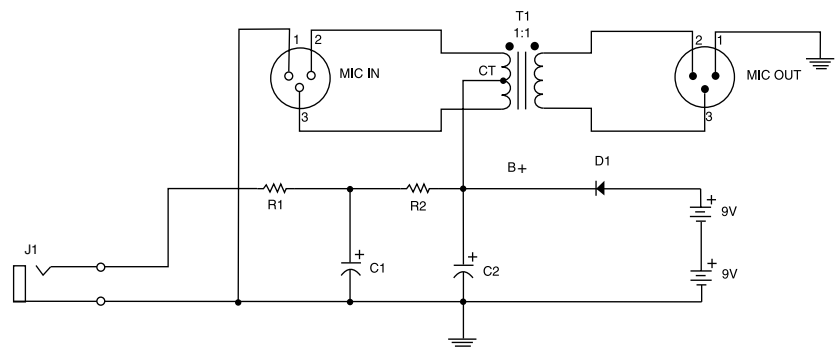 T1
1:1
1
2
3
MIC IN
CT
2
1
3
MIC OUT
B+
D1
R1
R2
+
9V
J1
+
C1
+
C2
+
9V